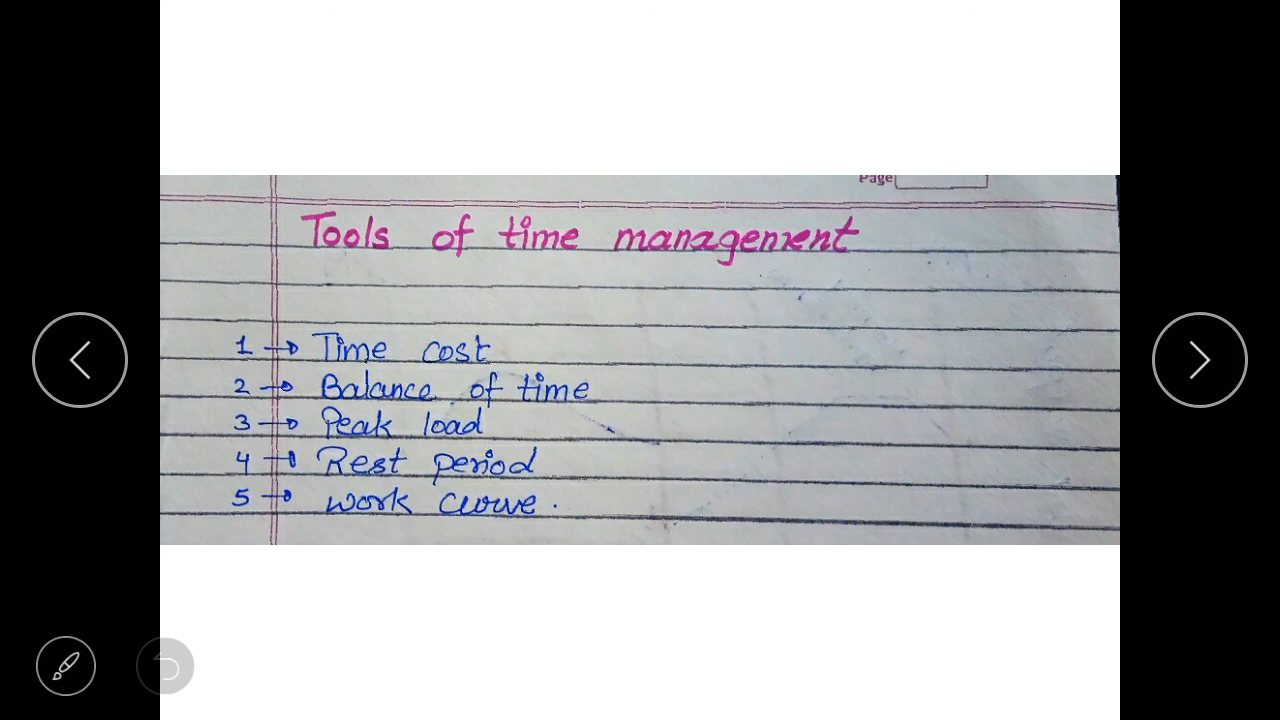 Page
Tools of time management
1 → Time cost
2 → Balance of time
3 → Peak load
4 → Rest period
5 → work curve.